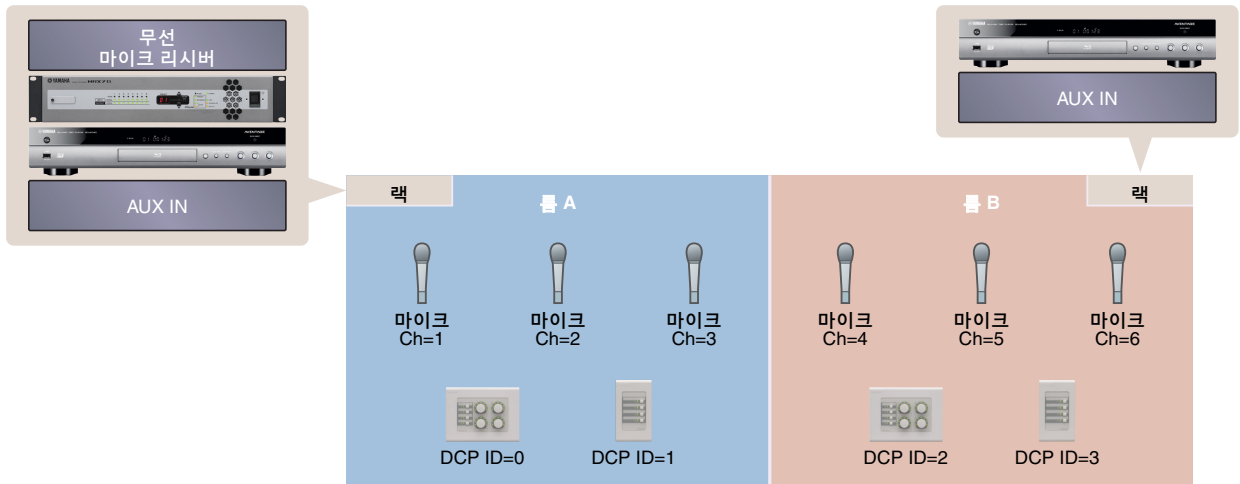 무선
마이크 리시버
YAMAHA
AUX IN
AUX IN
랙
룸 A
룸 B
랙
마이크
Ch=1
마이크
Ch=2
마이크
Ch=3
마이크
Ch=4
마이크
Ch=5
마이크
Ch=6
DCP ID=0
DCP ID=1
DCP ID=2
DCP ID=3